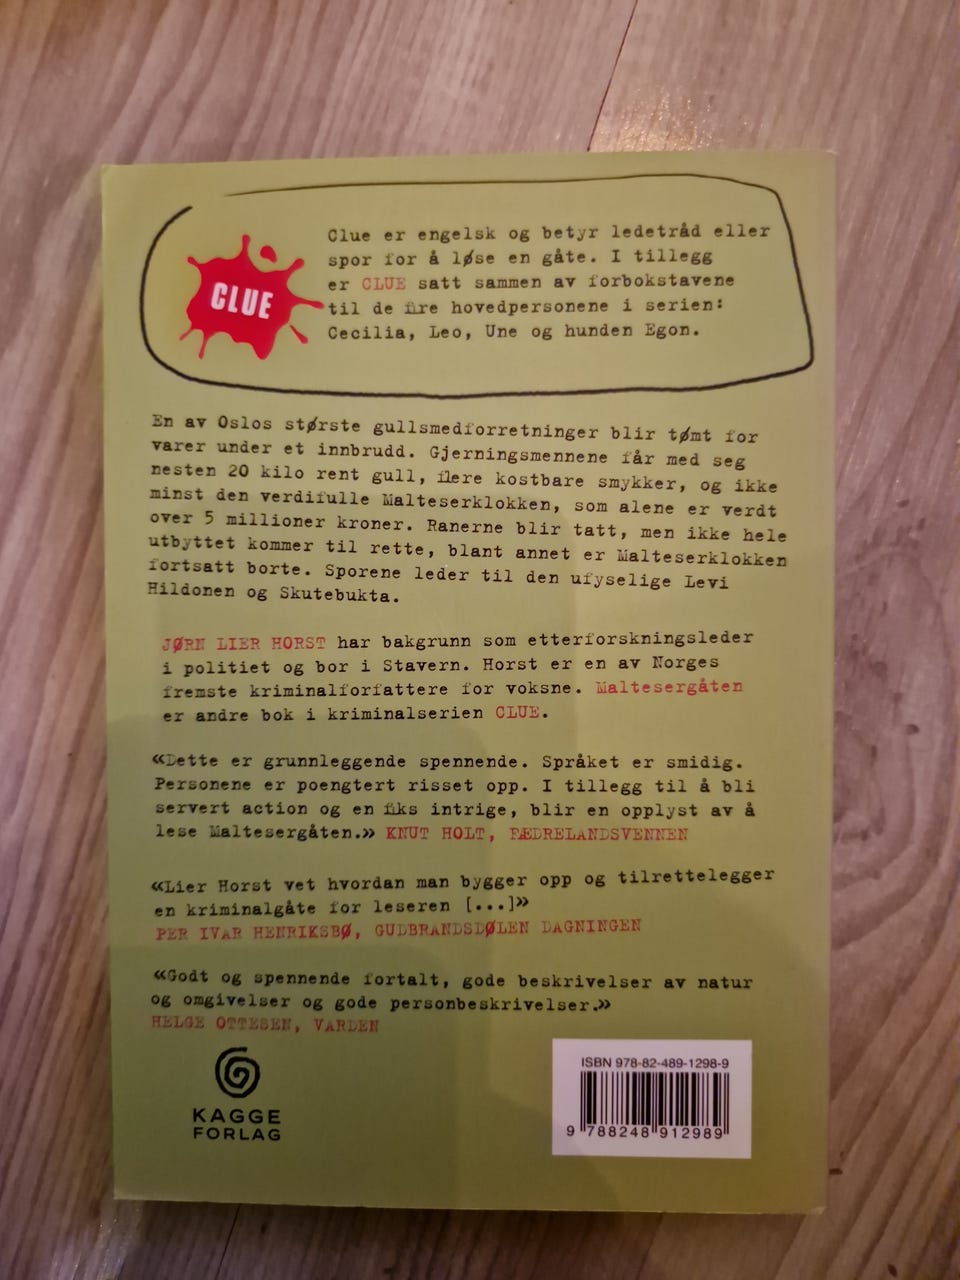 CLUE
Clue er engelsk og betyr ledetråd eller
spor for å løse en gåte. I tillegg
er CLUE satt sammen av forbokstavene
til de fire hovedpersonene i serien:
Cecilia, Leo, Une og hunden Egon.
En av Oslos største gullsmedforretninger blir tømt for
varer under et innbrudd. Gjerningsmennene får med seg
nesten 20 kilo rent gull, flere kostbare smykker, og ikke
minst den verdifulle Malteserklokken, som alene er verdt
over 5 millioner kroner. Ranerne blir tatt, men ikke hele
utbyttet kommer til rette, blant annet er Malteserklokken
fortsatt borte. Sporene leder til den ufyselige Levi
Hildonen og Skutebukta.
JØRN LIER HORST har bakgrunn som etterforskningsleder
i politiet og bor i Stavern. Horst er en av Norges
fremste kriminalforfattere for voksne. Maltesergåten
er andre bok i kriminalserien CLUE.
«Dette er grunnleggende spennende. Språket er smidig.
Personene er poengtert risset opp. I tillegg til å bli
servert action og en fiks intrige, blir en opplyst av å
lese Maltesergåten.» KNUT HOLT, FÆDRELANDSVENNEN
«Lier Horst vet hvordan man bygger opp og tilrettelegger
en kriminalgåte for leseren [...]»
PER IVAR HENRIKSBØ, GUDBRANDSDØLEN DAGNINGEN
«Godt og spennende fortalt, gode beskrivelser av natur
og omgivelser og gode personbeskrivelser.»
HELGE OTTESEN, VARDEN
KAGGE
FORLAG
ISBN 978-82-489-1298-9
9 788248 912989